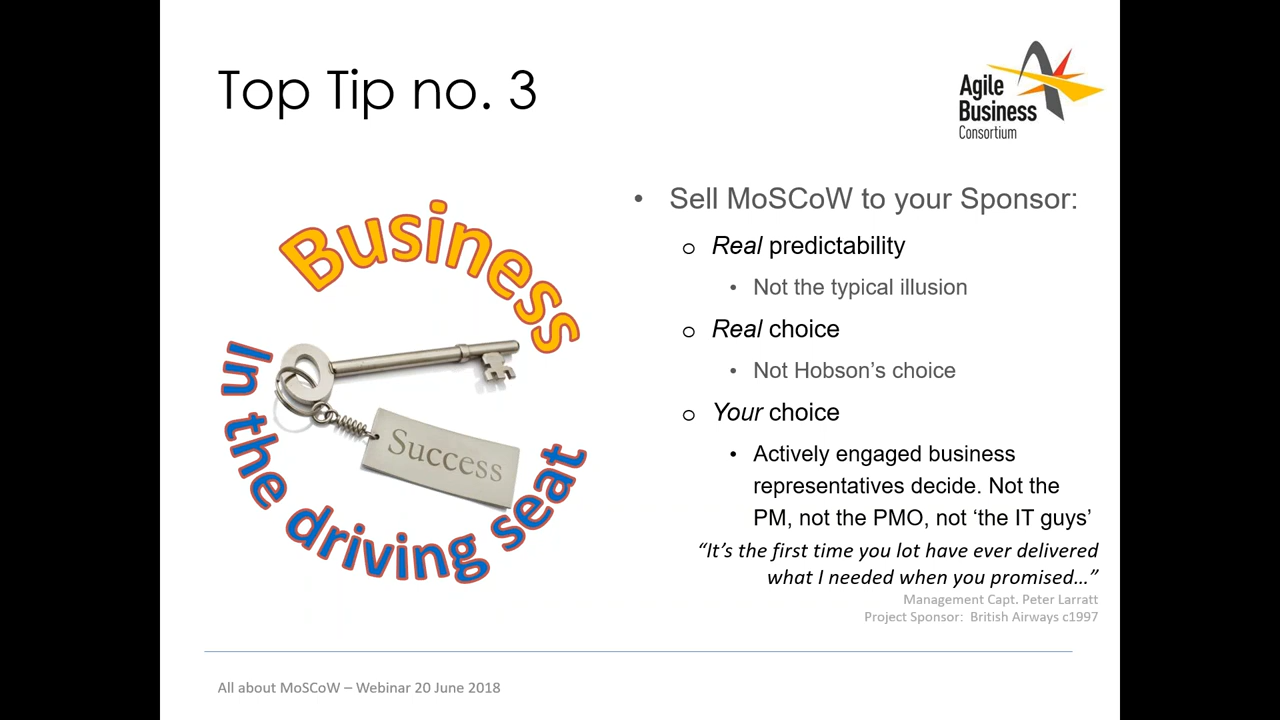 Top Tip no. 3
Agile
Business
Consortium
Business
In the driving seat
Success
• Sell MoSCoW to your Sponsor:
o Real predictability
• Not the typical illusion
o Real choice
• Not Hobson’s choice
o Your choice
• Actively engaged business
representatives decide. Not the
PM, not the PMO, not ‘the IT guys’
“It’s the first time you lot have ever delivered
what I needed when you promised…”
Management Capt. Peter Larratt
Project Sponsor: British Airways c1997
All about MoSCoW – Webinar 20 June 2018